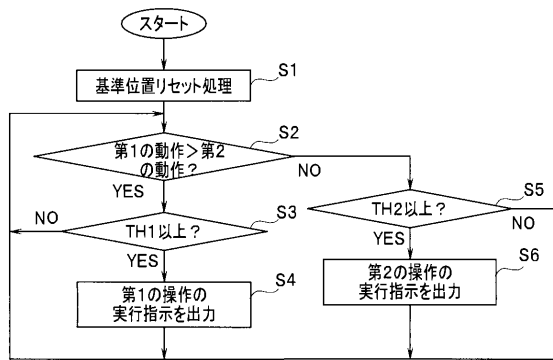 スタート
基準位置リセット処理
S1
第1の動作>第2
の動作?
S2
YES
NO
TH1以上?
S3
NO
YES
TH2以上?
S5
YES
NO
第1の操作の
実行指示を出力
S4
第2の操作の
実行指示を出力
S6